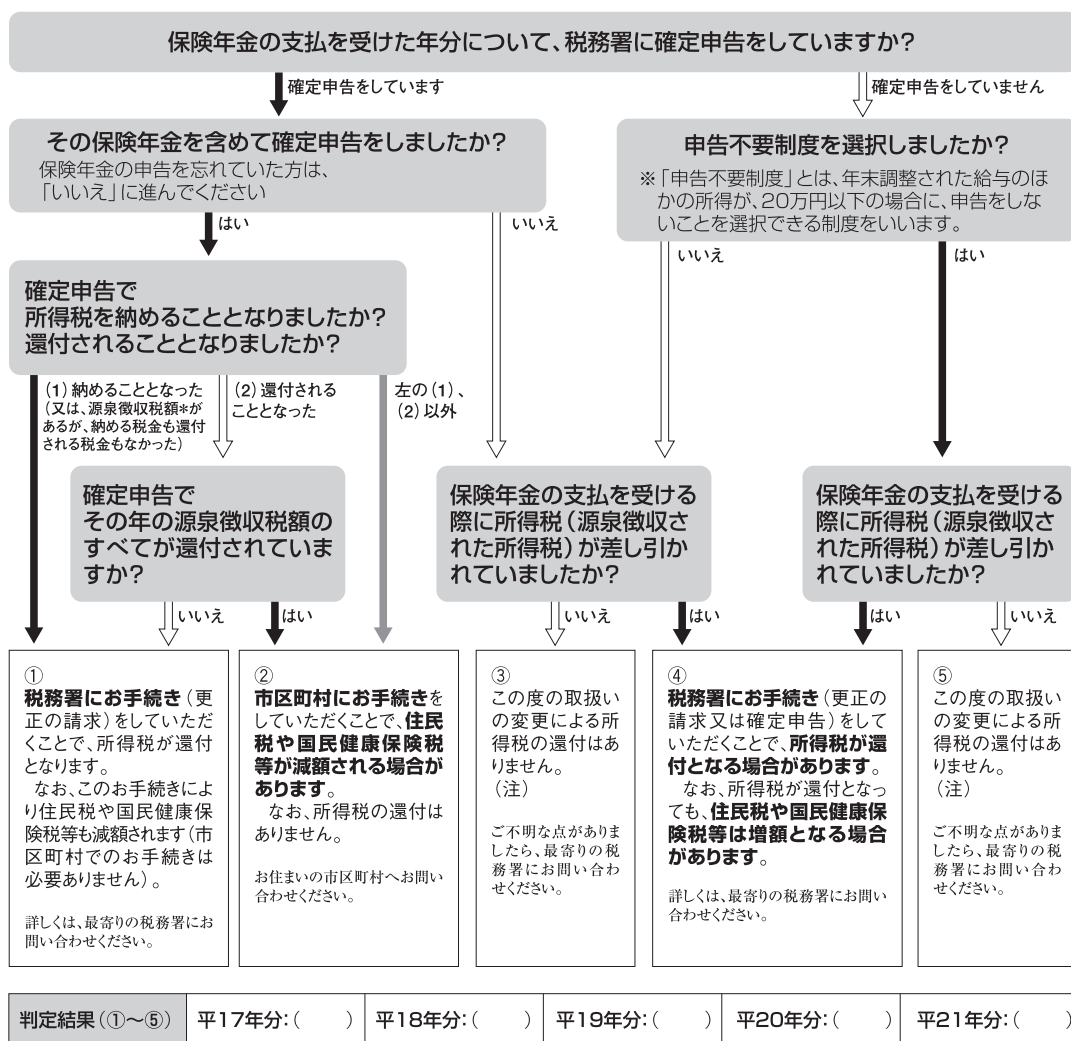 保険年金の支払を受けた年分について、税務署に確定申告をしていますか?
確定申告をしています
確定申告をしていません
その保険年金を含めて確定申告をしましたか?
保険年金の申告を忘れていた方は、
「いいえ」に進んでください
申告不要制度を選択しましたか?
※「申告不要制度」とは、年末調整された給与のほ
かの所得が、20万円以下の場合に、申告をしな
いことを選択できる制度をいいます。
はい
いいえ
いいえ
はい
確定申告で
所得税を納めることとなりましたか?
還付されることとなりましたか?
(1)納めることとなった
(又は、源泉徴収税額*が
あるが、納める税金も還付
される税金もなかった)
(2)還付される
こととなった
左の(1)、
(2)以外
確定申告で
その年の源泉徴収税額の
すべてが還付されていま
すか?
保険年金の支払を受ける
際に所得税(源泉徴収さ
れた所得税)が差し引か
れていましたか?
保険年金の支払を受ける
際に所得税(源泉徴収さ
れた所得税)が差し引か
れていましたか?
いいえ
はい
いいえ
はい
はい
いいえ
①
税務署にお手続き(更
正の請求)をしていただ
くことで、所得税が還付
となります。
なお、このお手続きによ
り住民税や国民健康保
険税等も減額されます(市
区町村でのお手続きは
必要ありません)。
詳しくは、最寄りの税務署にお
問い合わせください。
②
市区町村にお手続きを
していただくことで、住民
税や国民健康保険税
等が減額される場合が
あります。
なお、所得税の還付は
ありません。
お住まいの市区町村へお問い
合わせください。
③
この度の取扱い
の変更による所
得税の還付はあ
りません。
(注)
ご不明な点がありま
したら、最寄りの税
務署にお問い合わ
せください。
④
税務署にお手続き(更正の
請求又は確定申告)をして
いただくことで、所得税が還
付となる場合があります。
なお、所得税が還付となっ
ても、住民税や国民健康保
険税等は増額となる場合
があります。
詳しくは、最寄りの税務署にお問い
合わせください。
⑤
この度の取扱い
の変更による所
得税の還付はあ
りません。
(注)
ご不明な点がありま
したら、最寄りの税
務署にお問い合わ
せください。
判定結果(①~⑤) 平17年分:( ) 平18年分:( ) 平19年分:( ) 平20年分:( ) 平21年分:( )